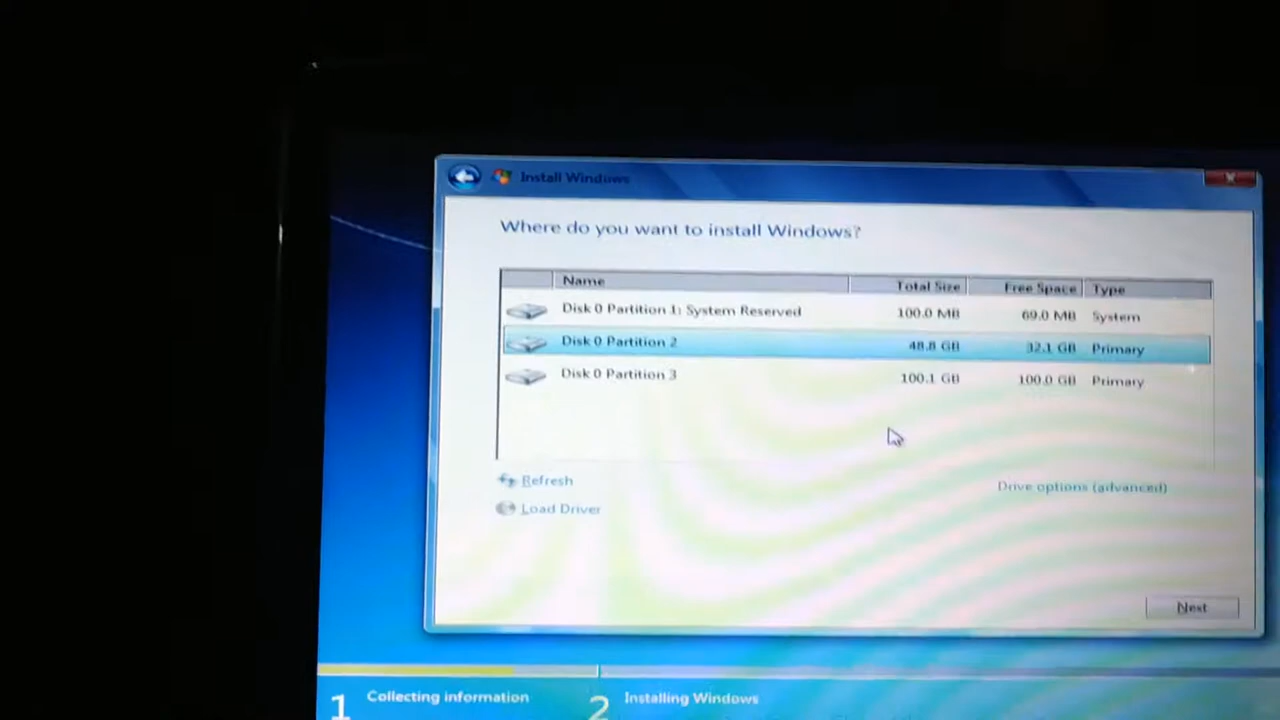 Install Windows
Where do you want to install Windows?
Name Total Size Free Space Type
Disk 0 Partition 1: System Reserved 100.0 MB 69.0 MB System
Disk 0 Partition 2 48.8 GB 32.1 GB Primary
Disk 0 Partition 3 100.1 GB 100.0 GB Primary
Refresh
Drive options (advanced)
Load Driver
Next
1 Collecting information 2 Installing Windows